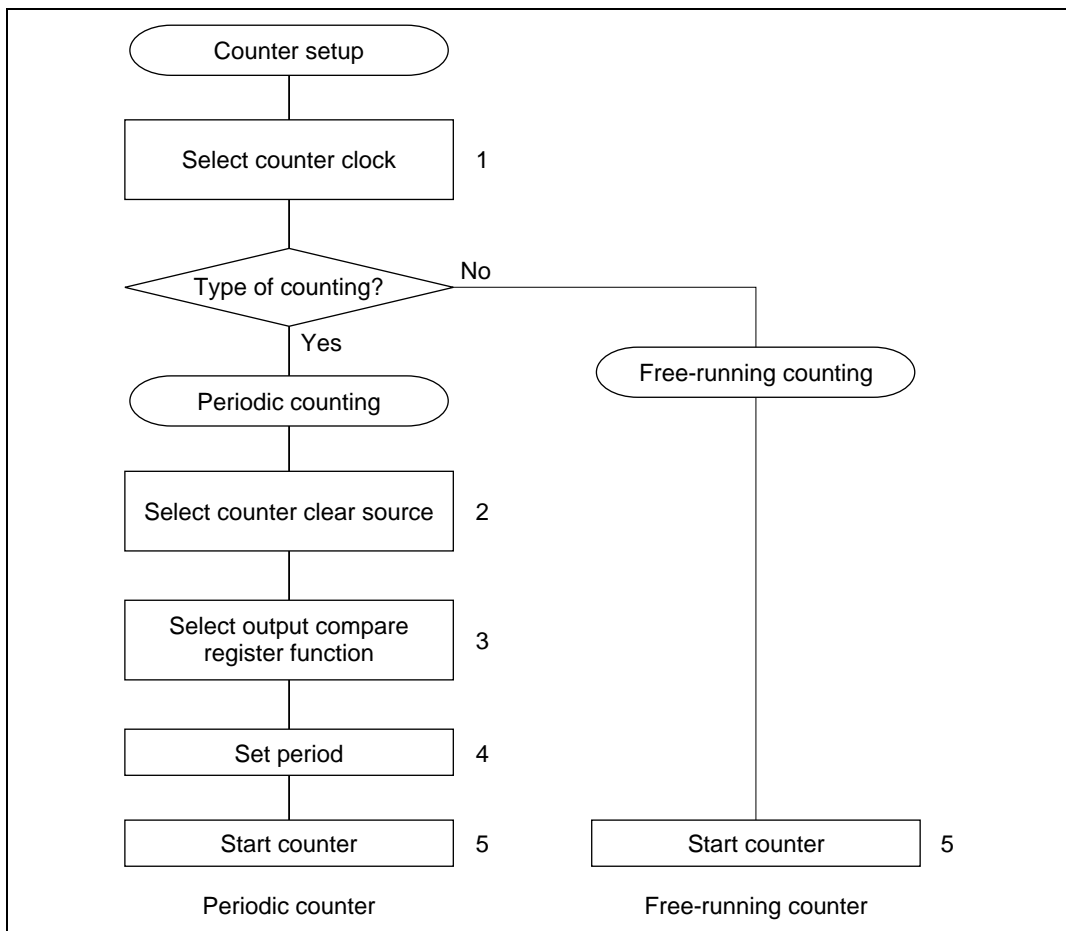 Counter setup
Select counter clock
1
Type of counting?
No
Yes
Free-running counting
Periodic counting
Select counter clear source
2
Select output compare
register function
3
Set period
4
Start counter
5
Start counter
5
Periodic counter
Free-running counter